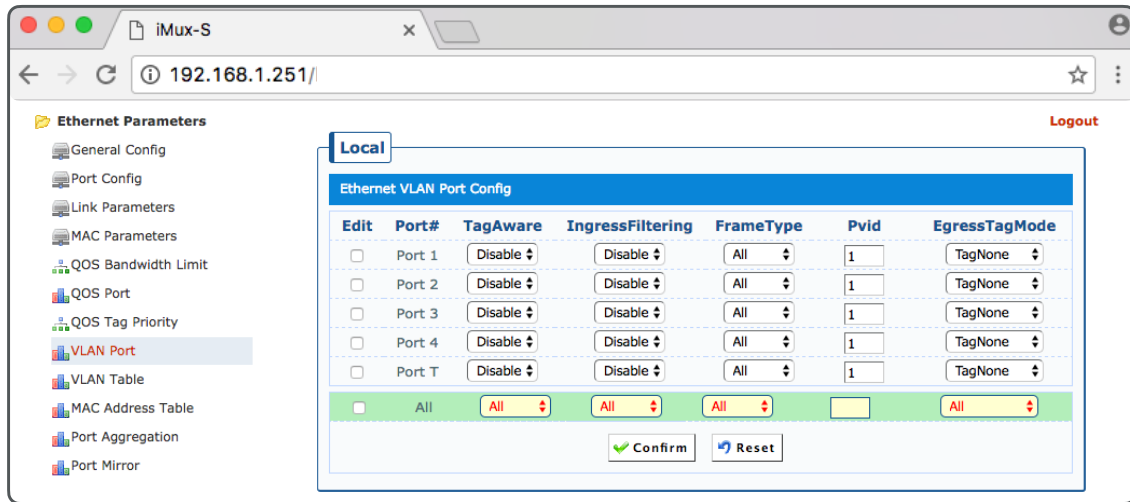 iMux-S
192.168.1.251/
Ethernet Parameters
General Config
Port Config
Link Parameters
MAC Parameters
QOS Bandwidth Limit
QOS Port
QOS Tag Priority
VLAN Port
VLAN Table
MAC Address Table
Port Aggregation
Port Mirror
Logout
Local
Ethernet VLAN Port Config
Edit Port# TagAware IngressFiltering FrameType Pvid EgressTagMode
Port 1 Disable Disable All 1 TagNone
Port 2 Disable Disable All 1 TagNone
Port 3 Disable Disable All 1 TagNone
Port 4 Disable Disable All 1 TagNone
Port T Disable Disable All 1 TagNone
All All All All All
Confirm Reset